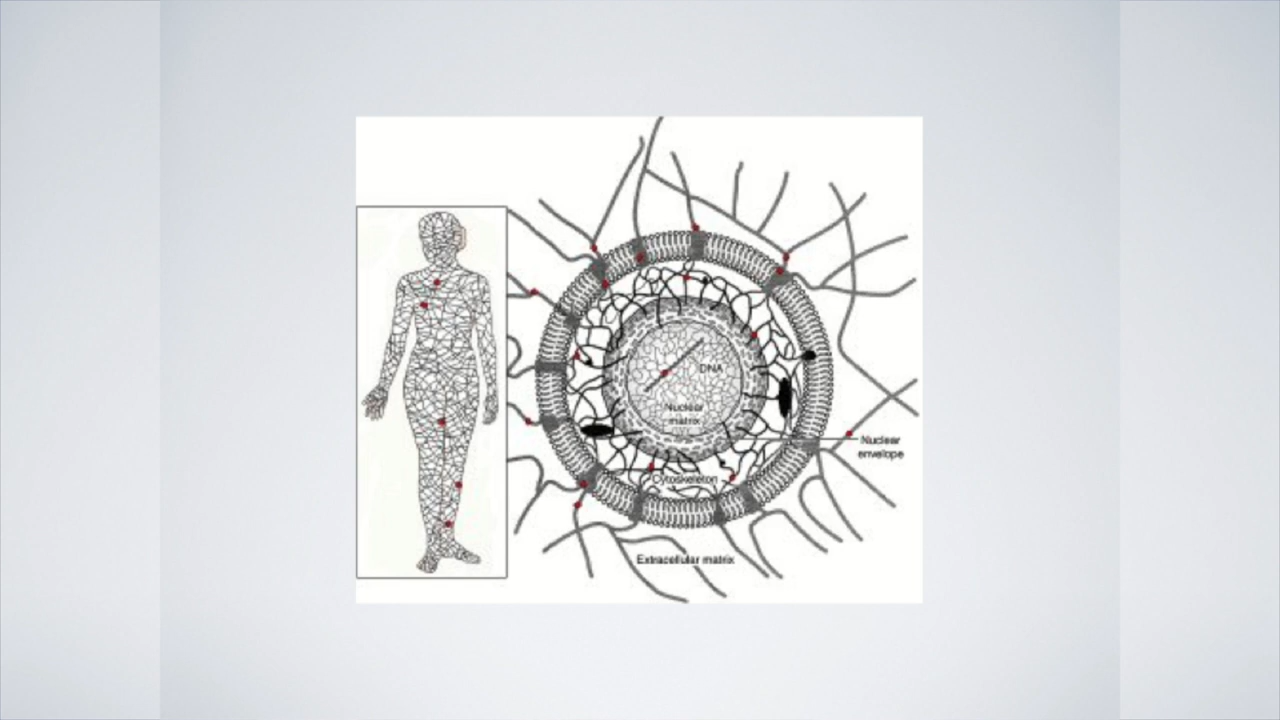 DNA
Nuclear
matrix
Nuclear
envelope
Cytoskeleton
Extracellular matrix